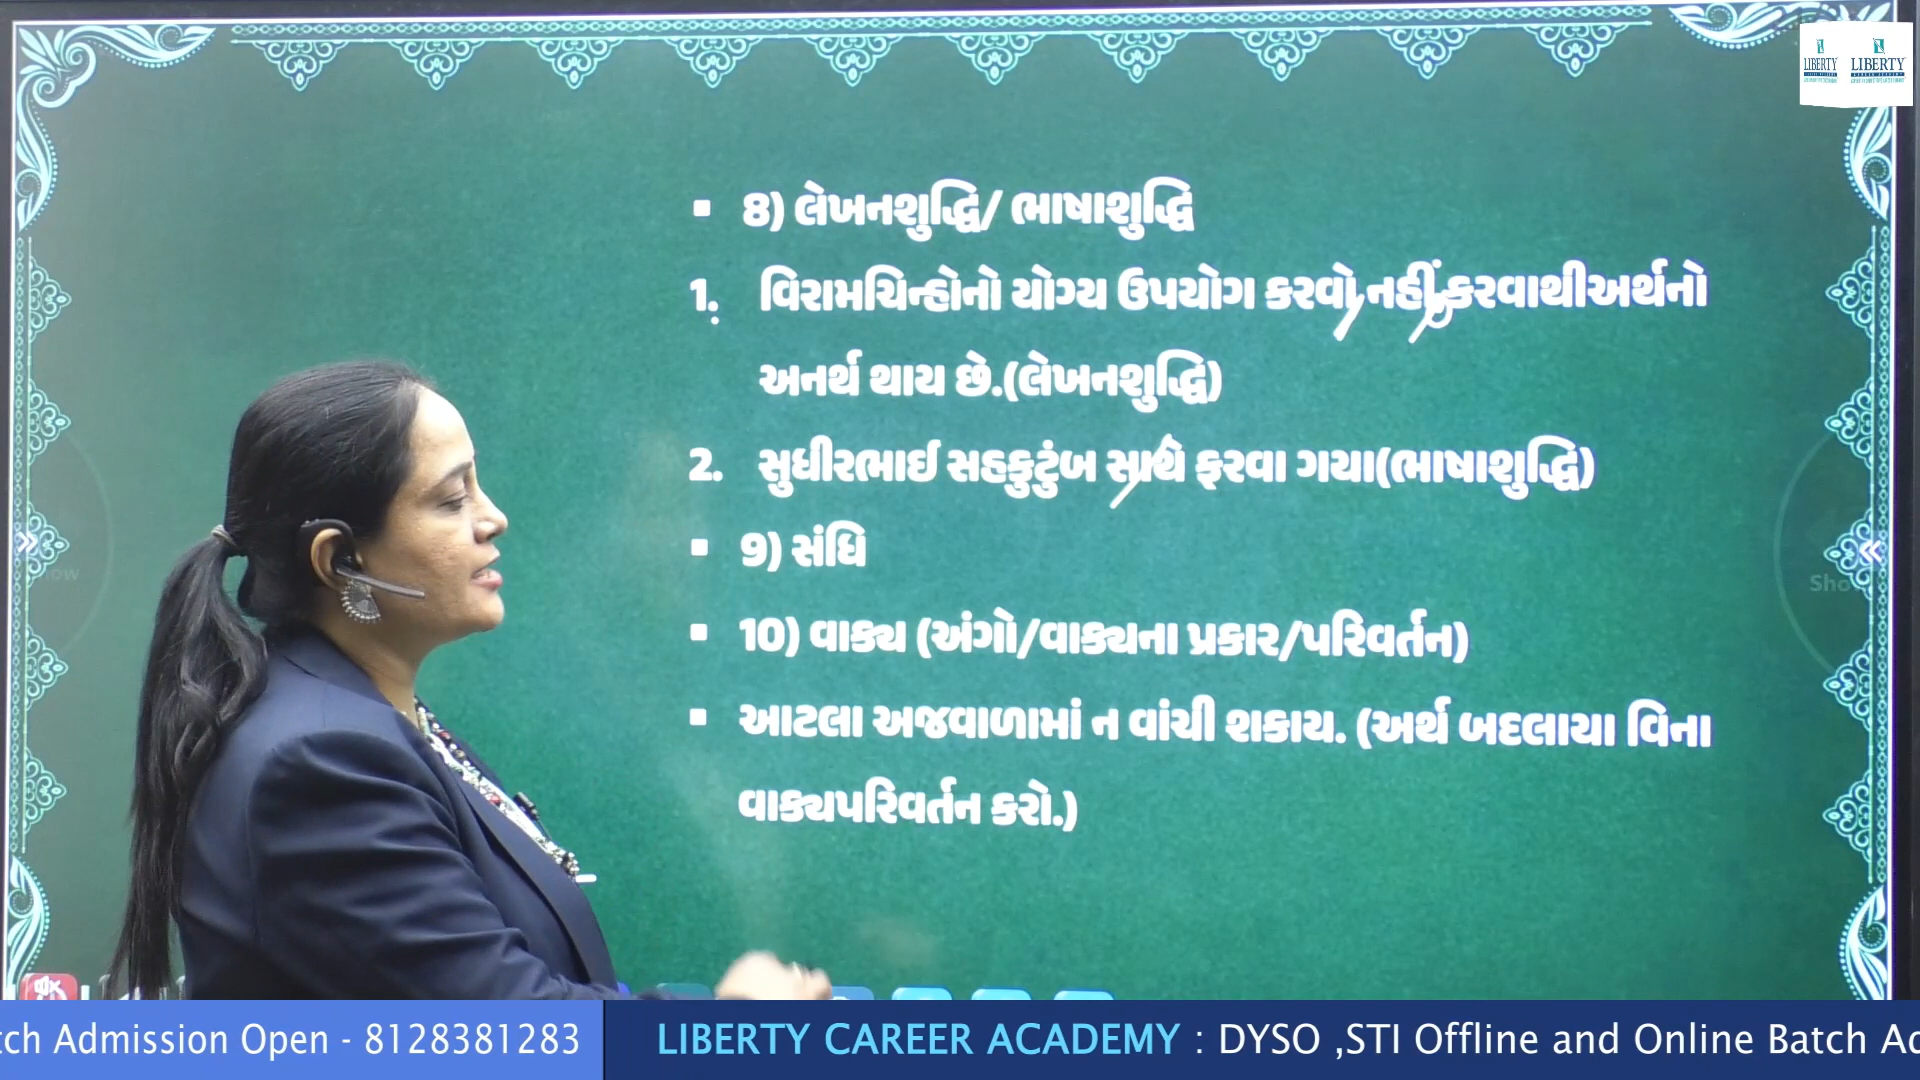 LIBERTY LIBERTY
▪ 8) લેખનશુદ્ધિ/ ભાષાશુદ્ધિ
1. વિરામચિન્હોનો યોગ્ય ઉપયોગ કરવો, નહીં કરવાથીઅર્થનો
અનર્થ થાય છે.(લેખનશુદ્ધિ)
2. સુધીરભાઈ સહકુટુંબ સાથે ફરવા ગયા(ભાષાશુદ્ધિ)
▪ 9) સંધિ
▪ 10) વાક્ય (અંગો/વાક્યના પ્રકાર/પરિવર્તન)
▪ આટલા અજવાળામાં ન વાંચી શકાય. (અર્થ બદલાયા વિના
વાક્યપરિવર્તન કરો.)
tch Admission Open - 8128381283 LIBERTY CAREER ACADEMY : DYSO ,STI Offline and Online Batch Ad